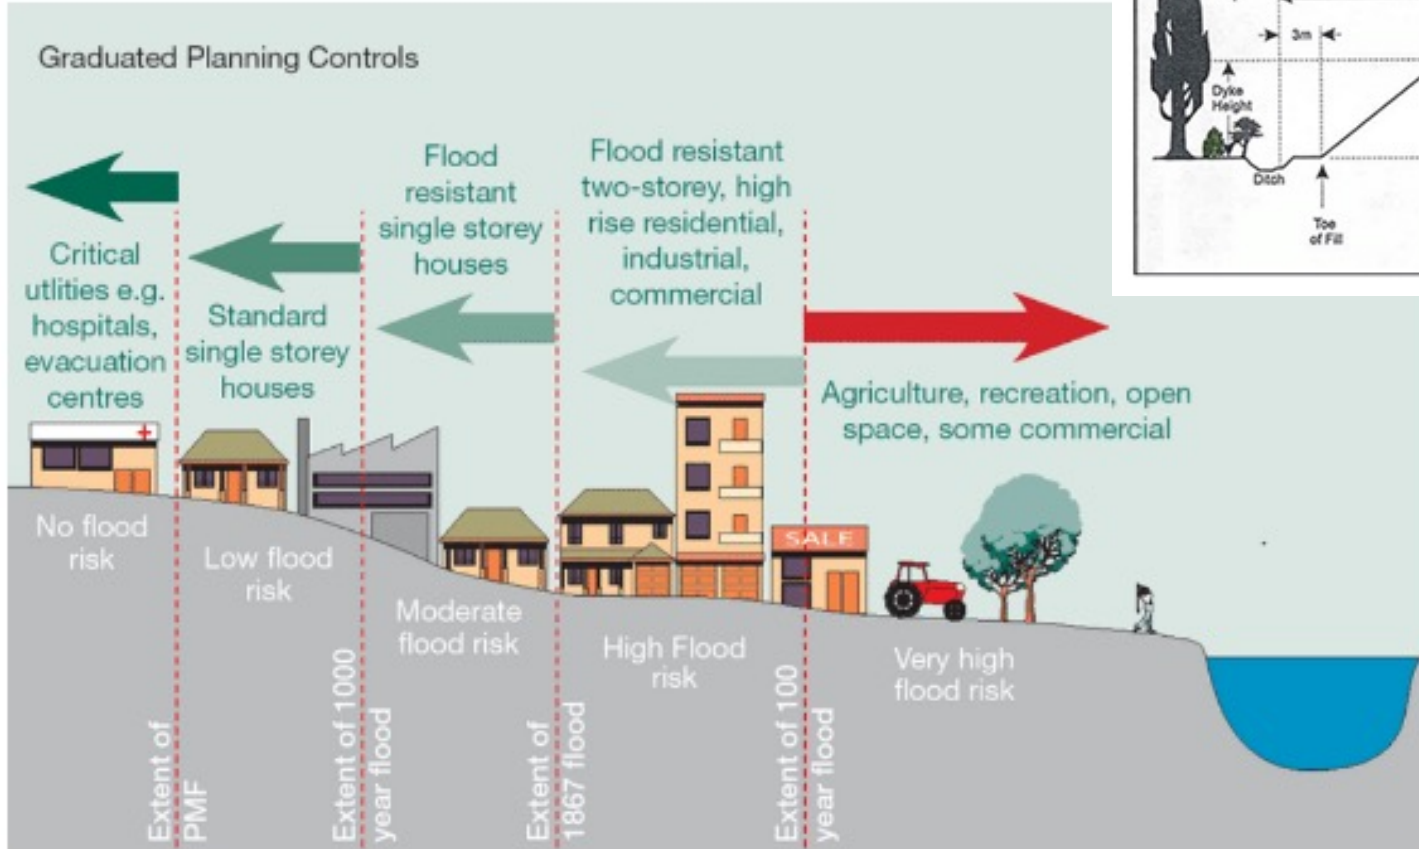 Graduated Planning Controls
Critical
utlities e.g.
hospitals,
evacuation
centres
Standard
single storey
houses
Flood
resistant
single storey
houses
Flood resistant
two-storey, high
rise residential,
industrial,
commercial
Agriculture, recreation, open
space, some commercial
SALE
No flood
risk
Low flood
risk
Moderate
flood risk
High Flood
risk
Very high
flood risk
Extent of
PMF
Extent of 1000
year flood
Extent of
1867 flood
Extent of 100
year flood
3m
Dyke
Height
Ditch
Toe
of Fill